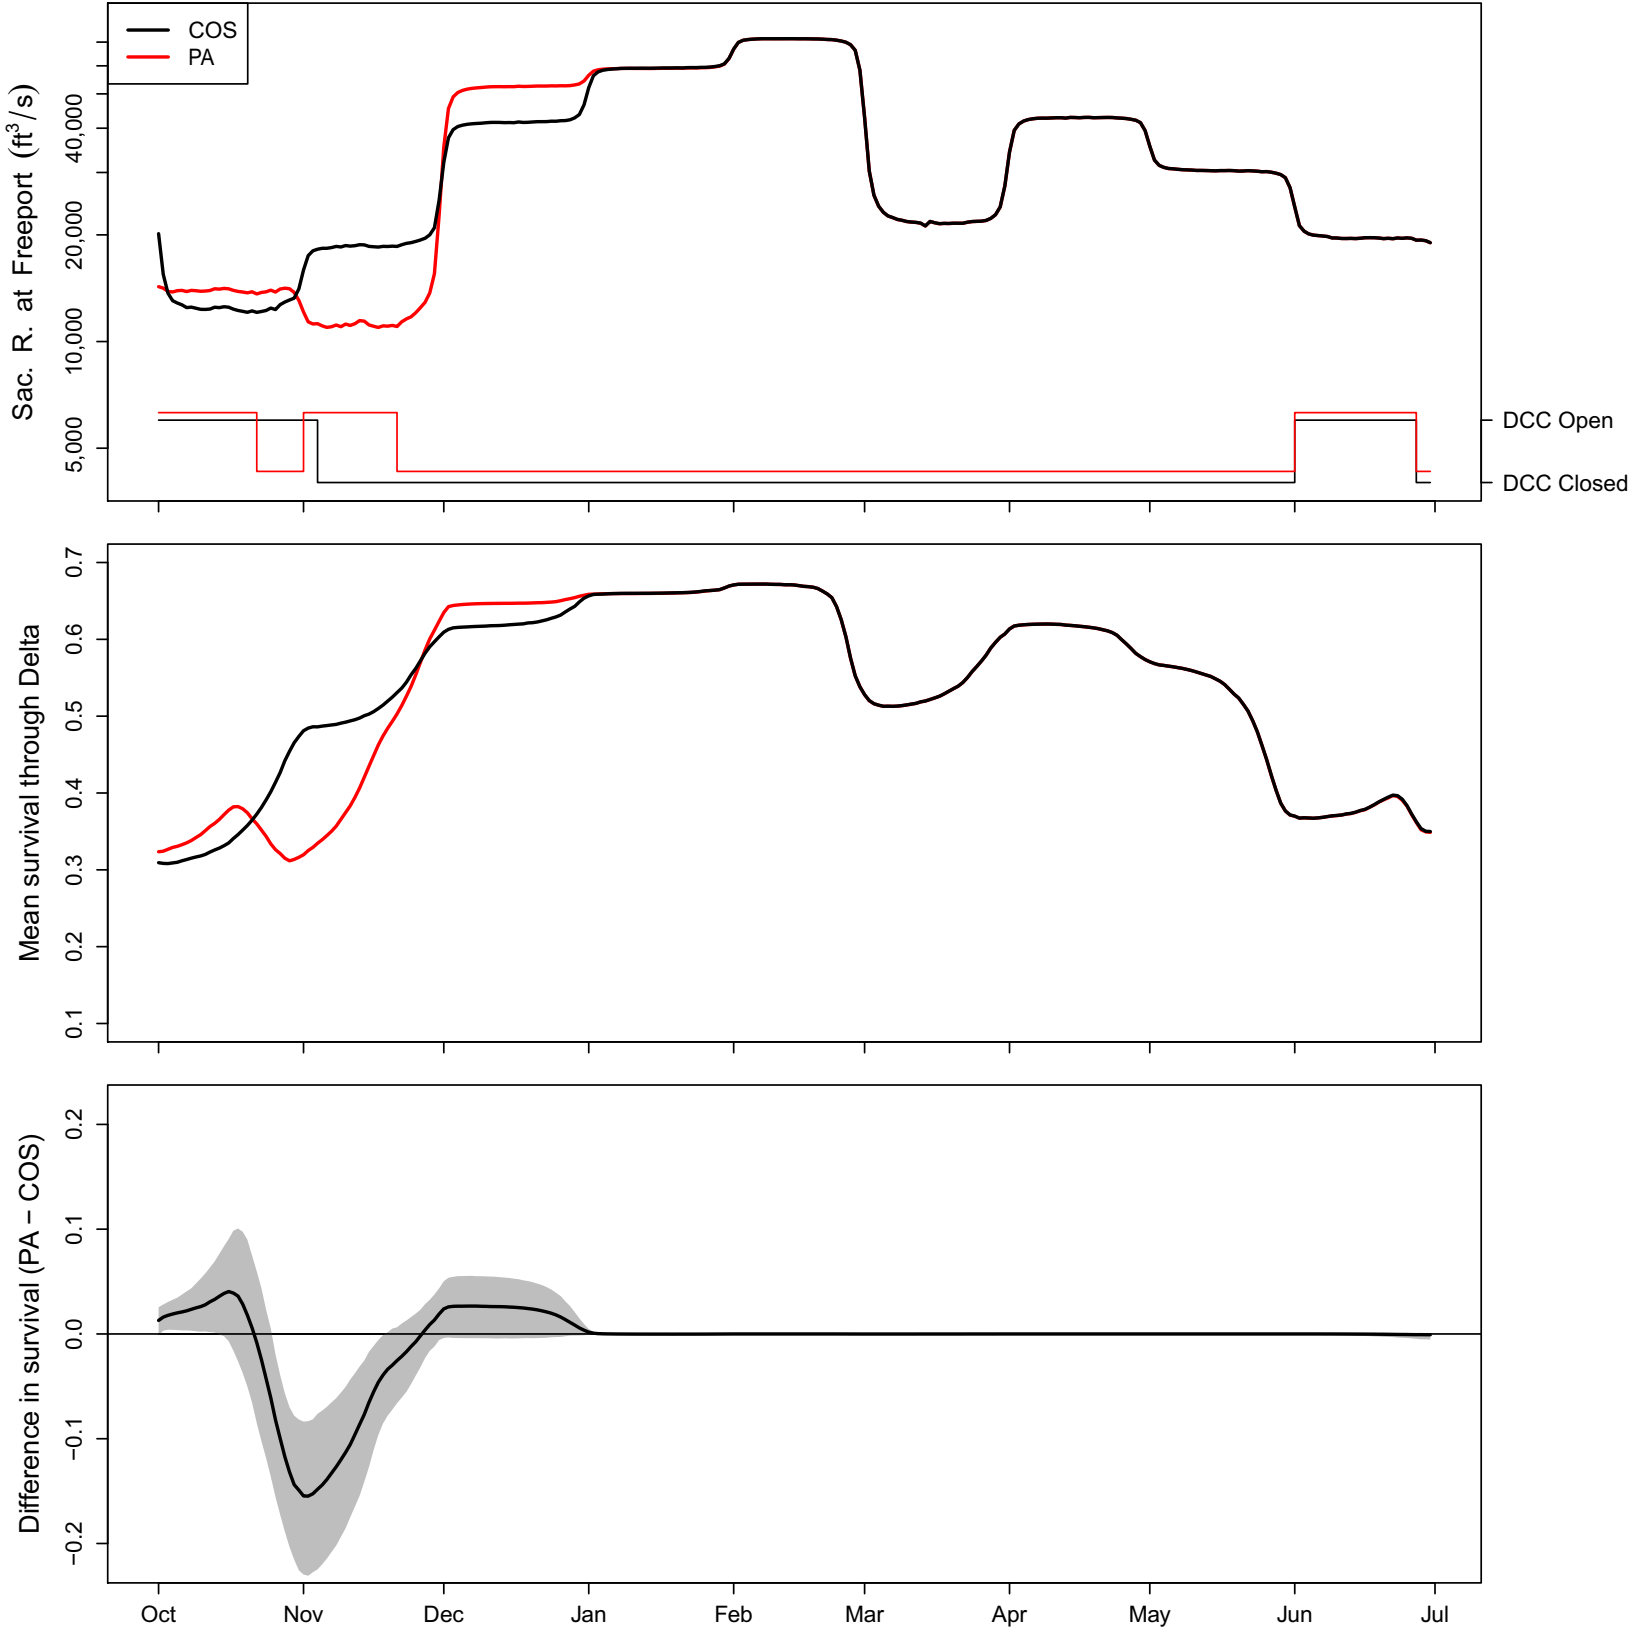 COS
PA
Sac. R. at Freeport (ft³/s)
40,000
20,000
10,000
5,000
DCC Open
DCC Closed
Mean survival through Delta
0.7
0.6
0.5
0.4
0.3
0.2
0.1
Difference in survival (PA − COS)
0.2
0.1
0.0
−0.1
−0.2
Oct Nov Dec Jan Feb Mar Apr May Jun Jul